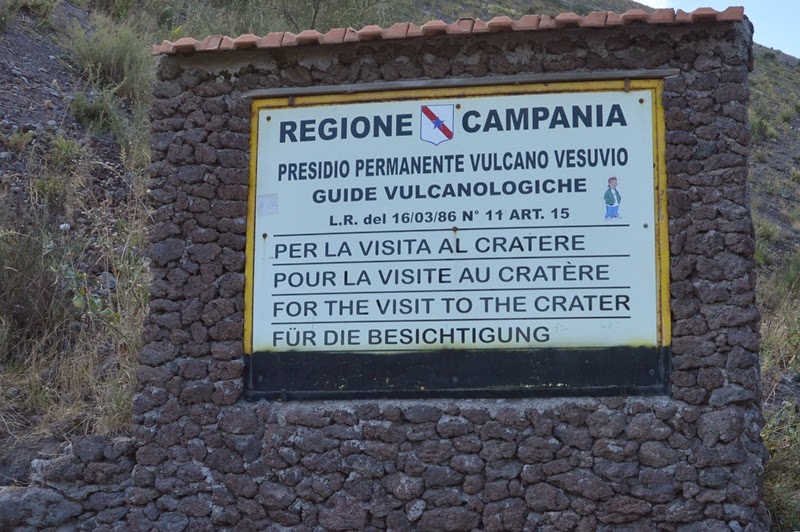 REGIONE CAMPANIA
PRESIDIO PERMANENTE VULCANO VESUVIO
GUIDE VULCANOLOGICHE
L.R. del 16/03/86 N° 11 ART. 15
PER LA VISITA AL CRATERE
POUR LA VISITE AU CRATÈRE
FOR THE VISIT TO THE CRATER
FÜR DIE BESICHTIGUNG